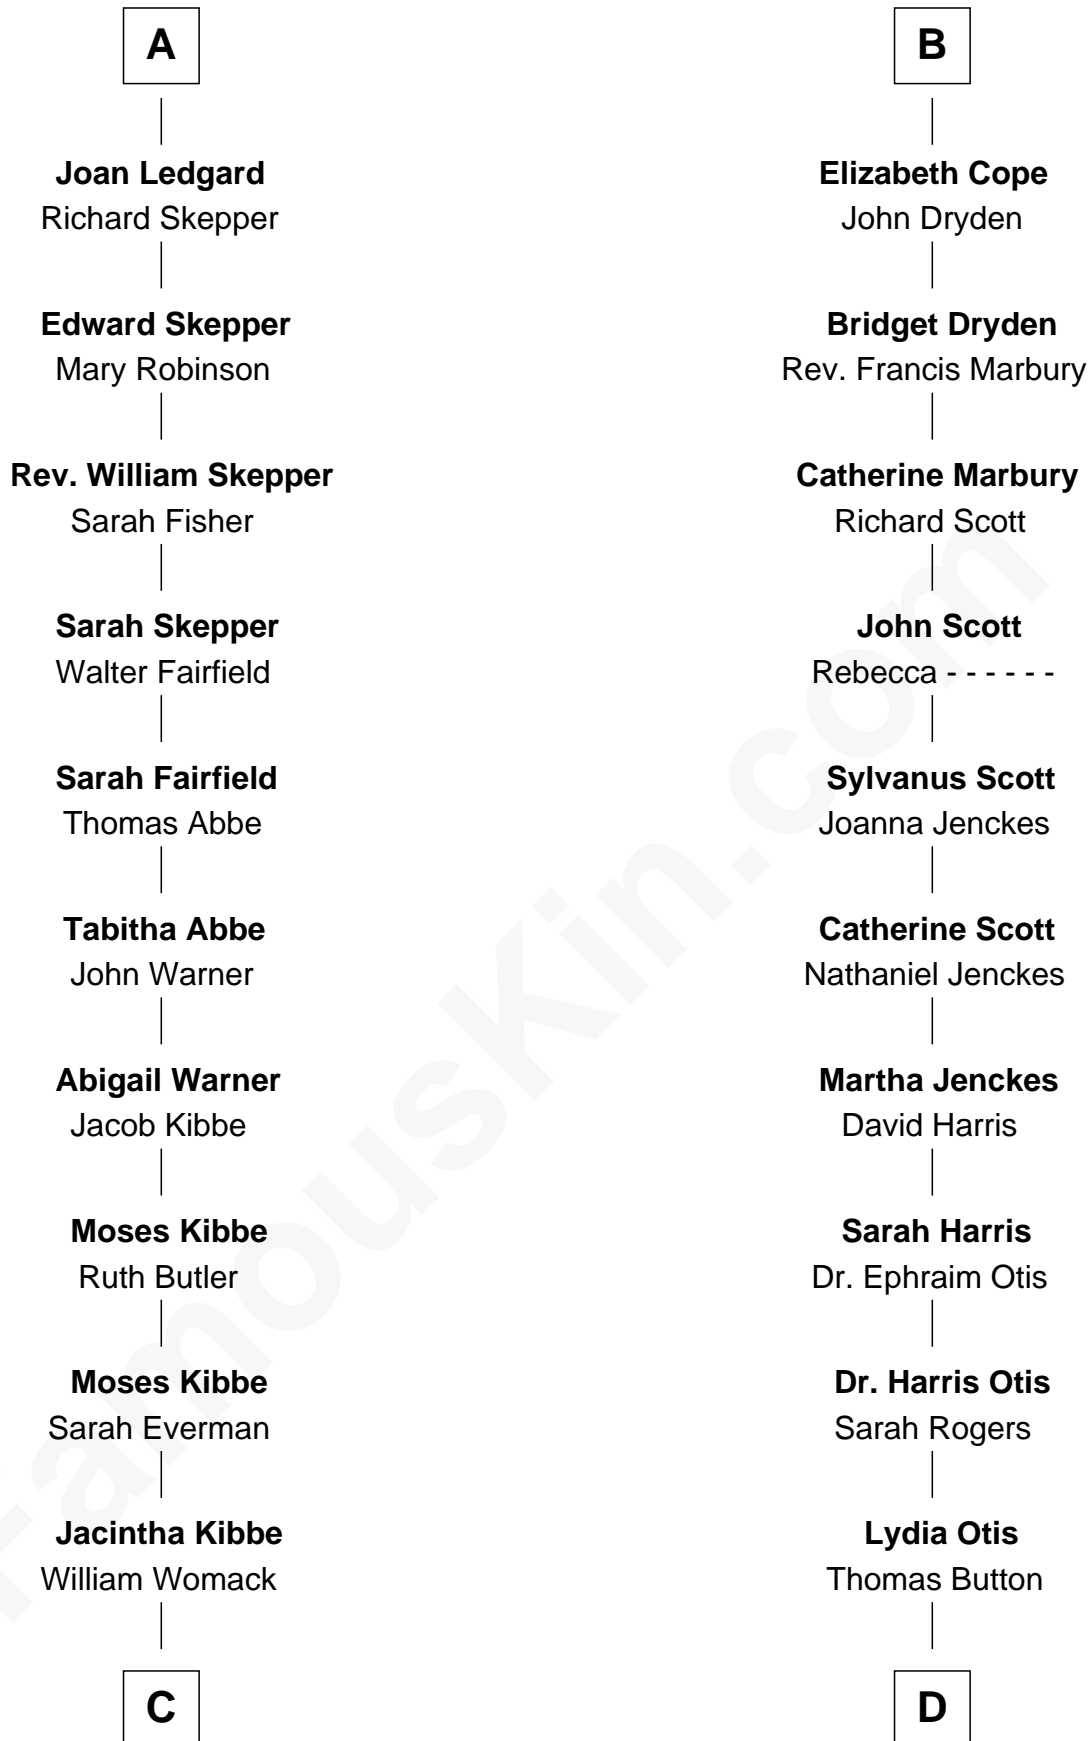 A
Joan Ledgard
Richard Skepper
Edward Skepper
Mary Robinson
Rev. William Skepper
Sarah Fisher
Sarah Skepper
Walter Fairfield
Sarah Fairfield
Thomas Abbe
Tabitha Abbe
John Warner
Abigail Warner
Jacob Kibbe
Moses Kibbe
Ruth Butler
Moses Kibbe
Sarah Everman
Jacintha Kibbe
William Womack
C
B
Elizabeth Cope
John Dryden
Bridget Dryden
Rev. Francis Marbury
Catherine Marbury
Richard Scott
John Scott
Rebecca - - - - - -
Sylvanus Scott
Joanna Jenckes
Catherine Scott
Nathaniel Jenckes
Martha Jenckes
David Harris
Sarah Harris
Dr. Ephraim Otis
Dr. Harris Otis
Sarah Rogers
Lydia Otis
Thomas Button
D
FamousKin.com